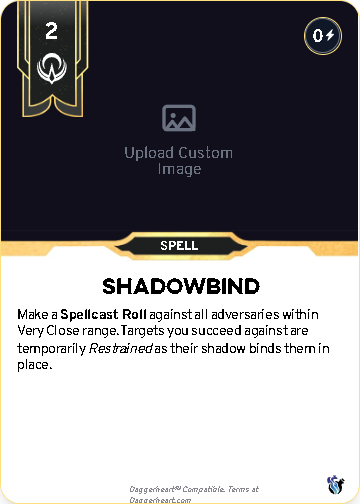 2
0
Upload Custom
Image
SPELL
SHADOWBIND
Make a Spellcast Roll against all adversaries within
Very Close range. Targets you succeed against are
temporarily Restrained as their shadow binds them in
place.
Daggerheart℠ Compatible. Terms at
Daggerheart.com